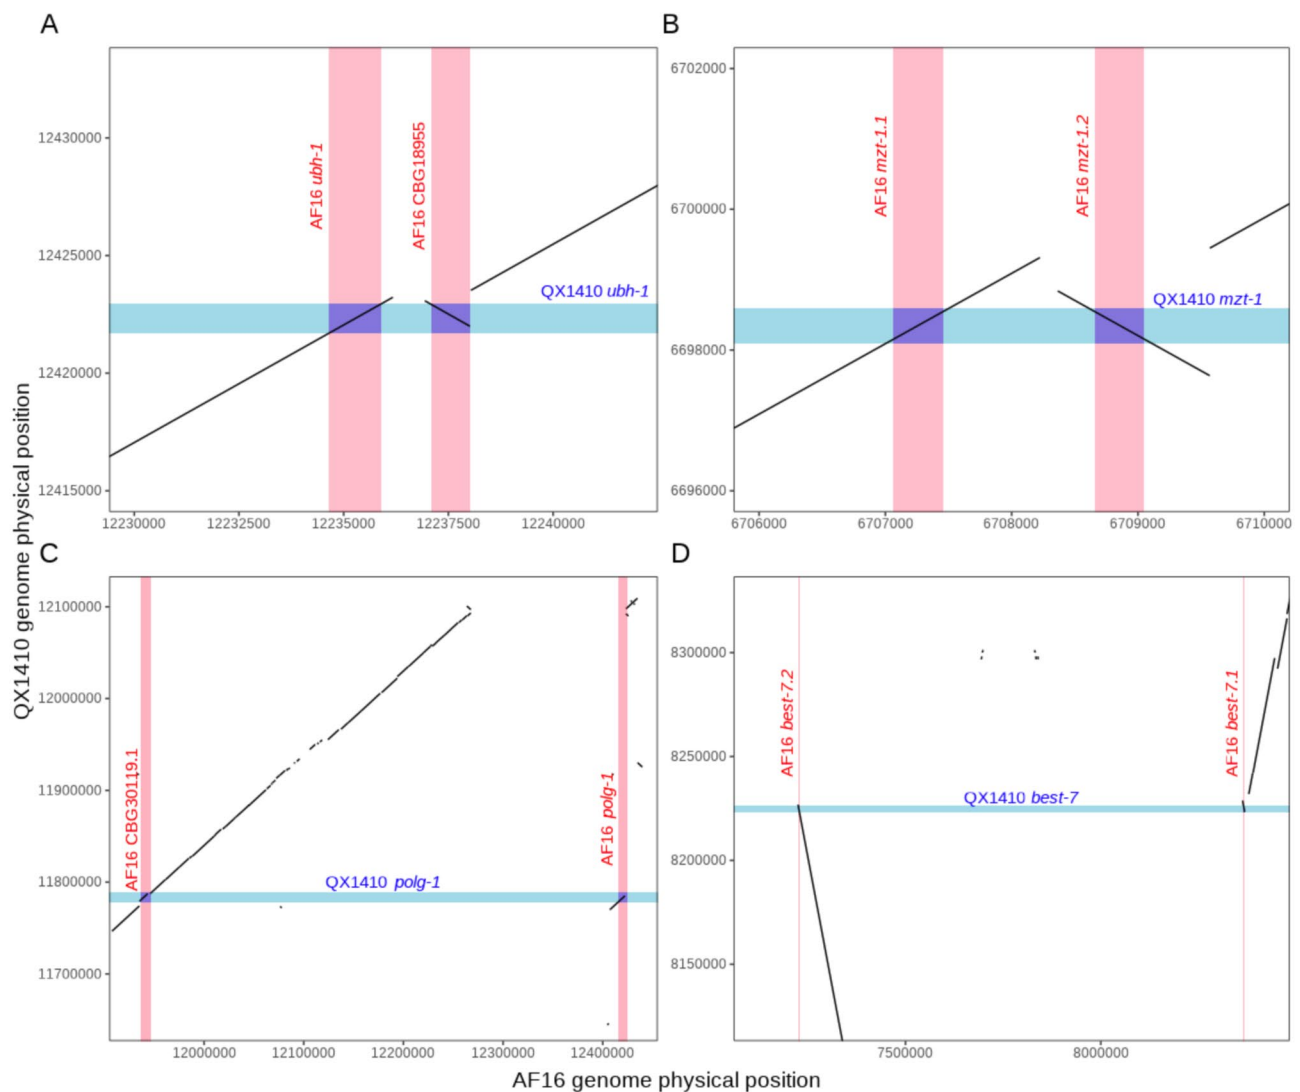 A
12430000
12425000
12420000
12415000
AF16 ubh-1
AF16 CBG18955
QX1410 ubh-1
12230000 12232500 12235000 12237500 12240000
B
6702000
6700000
6698000
6696000
AF16 mzt-1.1
AF16 mzt-1.2
QX1410 mzt-1
6706000 6707000 6708000 6709000 6710000
QX1410 genome physical position
C
12100000
12000000
11900000
11800000
11700000
AF16 CBG30119.1
QX1410 polg-1
AF16 polg-1
12000000 12100000 12200000 12300000 12400000
D
8300000
8250000
8200000
8150000
AF16 best-7.2
QX1410 best-7
AF16 best-7.1
7500000 8000000
AF16 genome physical position